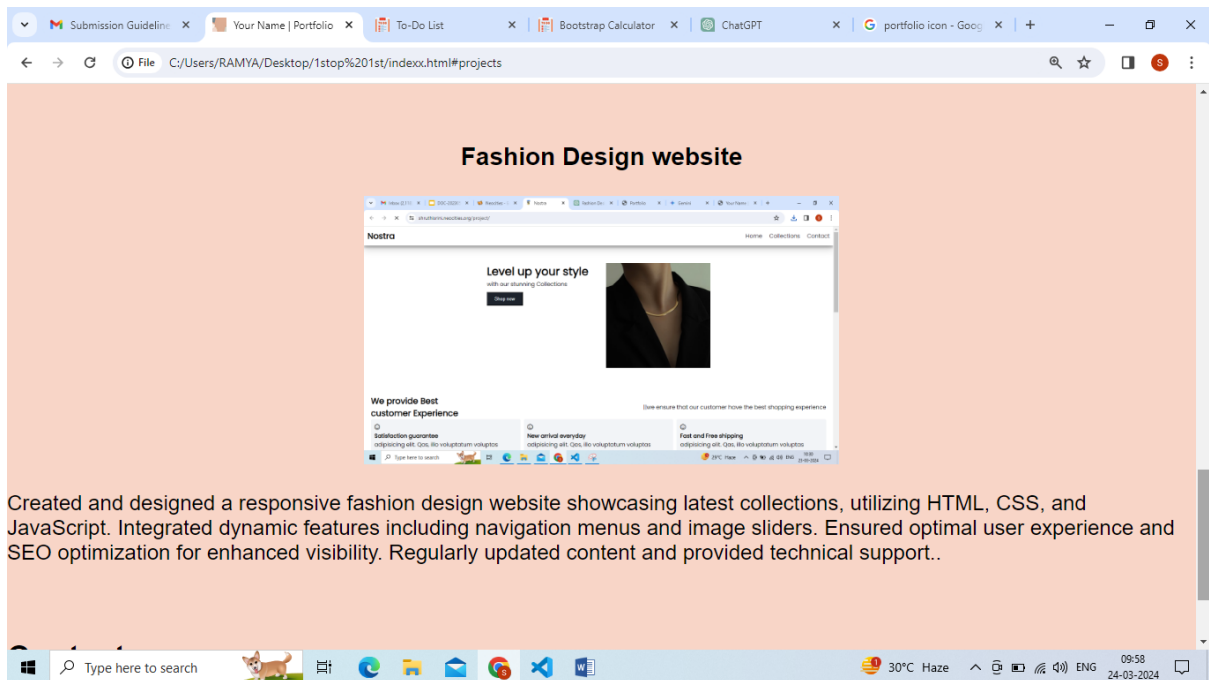 Submission Guideline
Your Name | Portfolio
To-Do List
Bootstrap Calculator
ChatGPT
portfolio icon - Goog
File C:/Users/RAMYA/Desktop/1stop%201st/indexx.html#projects
S
Fashion Design website
Nostra
Home Collections Contact
Level up your style
with our stunning Collections
Shop now
We provide Best
customer Experience
ensure that our customer have the best shopping experience
Satisfaction guarantee
New arrival everyday
Fast and Free shipping
adipisicing elit. Qas, illo voluptatum voluptas
adipisicing elit. Qas, illo voluptatum voluptas
adipisicing elit. Qas, illo voluptatum voluptas
Type here to search
29°C Haze
ENG
Created and designed a responsive fashion design website showcasing latest collections, utilizing HTML, CSS, and
JavaScript. Integrated dynamic features including navigation menus and image sliders. Ensured optimal user experience and
SEO optimization for enhanced visibility. Regularly updated content and provided technical support..
Type here to search
30°C Haze
ENG
09:58
24-03-2024